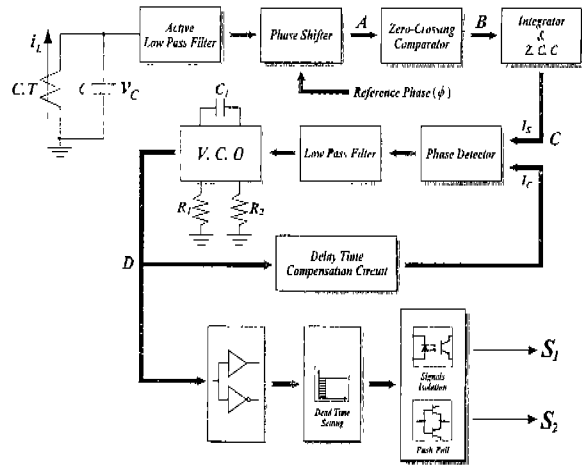 i_L
C.T
C
V_C
Active
Low Pass Filter
Phase Shifter
A
Zero-Crossing
Comparator
B
Integrator
&
Z.C.C
Reference Phase (ϕ)
C_1
V.C.O
R_1
R_2
Low Pass Filter
Phase Detector
I_S
C
I_C
D
Delay Time
Compensation Circuit
Dead Time
Setting
Signals
Isolation
Push Pull
S_1
S_2